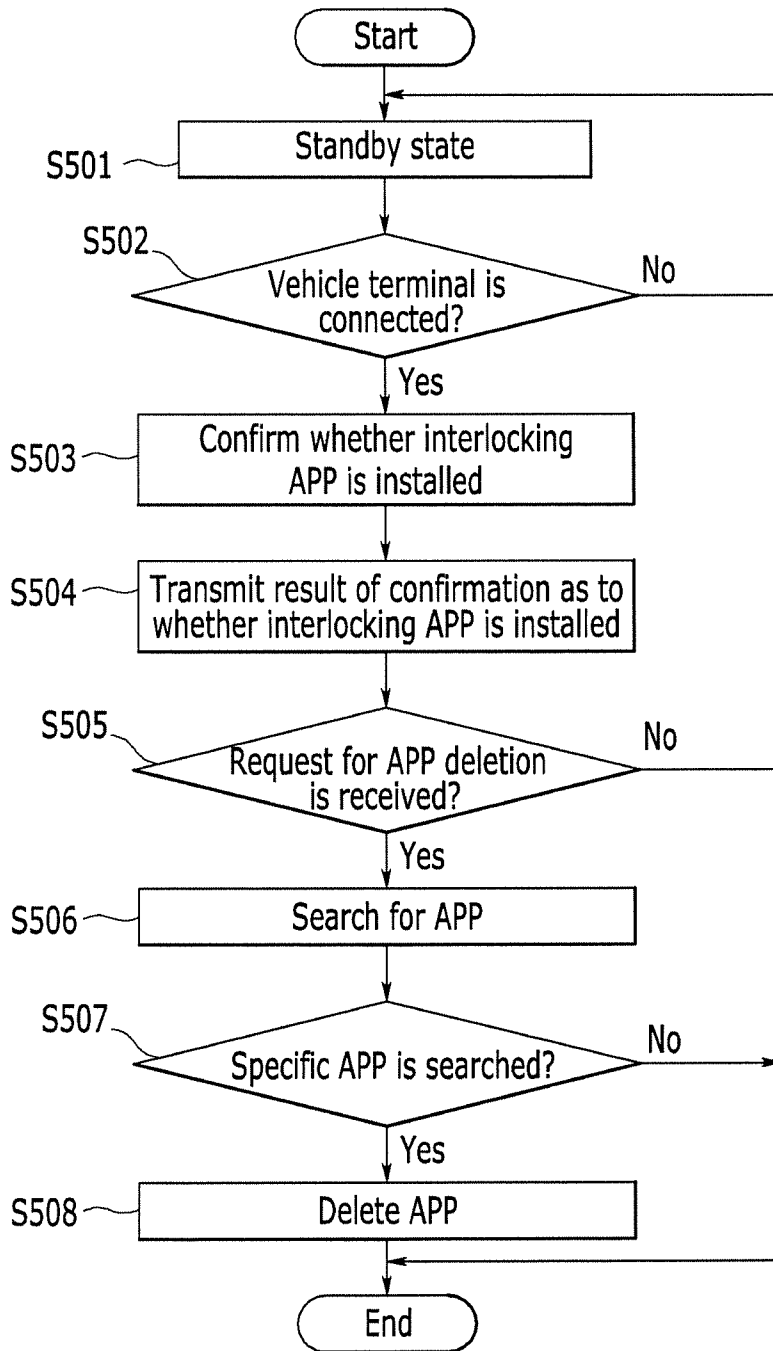 Start
S501
Standby state
S502
Vehicle terminal is
connected?
No
Yes
S503
Confirm whether interlocking
APP is installed
S504
Transmit result of confirmation as to
whether interlocking APP is installed
S505
Request for APP deletion
is received?
No
Yes
S506
Search for APP
S507
Specific APP is searched?
No
Yes
S508
Delete APP
End